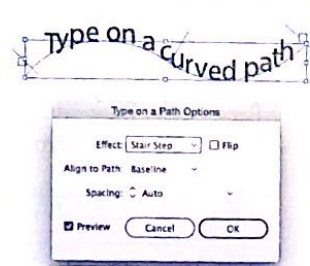 Type on a curved path
Type on a Path Options
Effect: Stair Step Flip
Align to Path: Baseline
Spacing: Auto
Preview Cancel OK